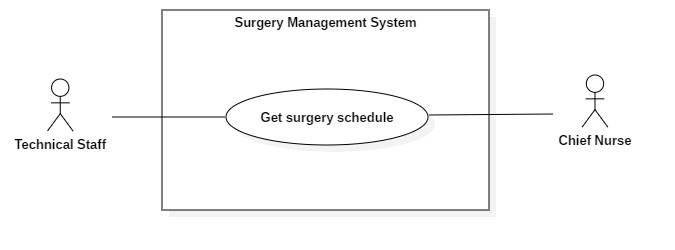 Surgery Management System
Get surgery schedule
Technical Staff
Chief Nurse